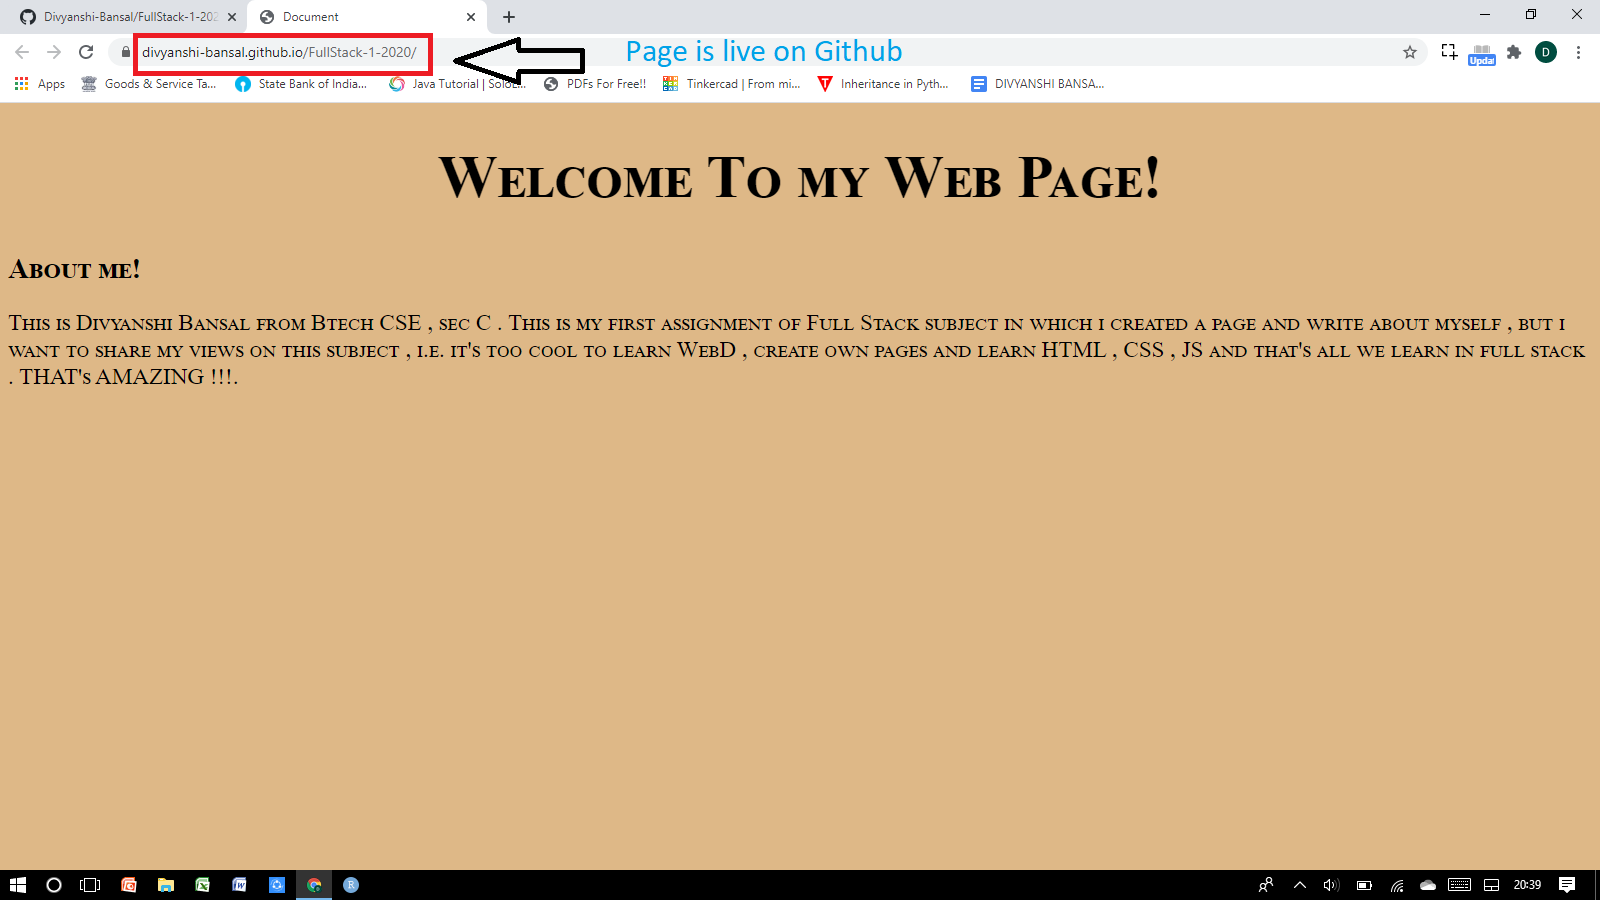 Divyanshi-Bansal/FullStack-1-202
Document
divyanshi-bansal.github.io/FullStack-1-2020/
Page is live on Github
D
Updat
Apps
Goods & Service Ta...
State Bank of India...
Java Tutorial | SoloL...
PDFs For Free!!
Tinkercad | From mi...
Inheritance in Pyth...
DIVYANSHI BANSA...
Welcome To my Web Page!
About me!
This is Divyanshi Bansal from Btech CSE , sec C . This is my first assignment of Full Stack subject in which i created a page and write about myself , but i
want to share my views on this subject , i.e. it's too cool to learn WebD , create own pages and learn HTML , CSS , JS and that's all we learn in full stack
. THAT's AMAZING !!!.
20:39